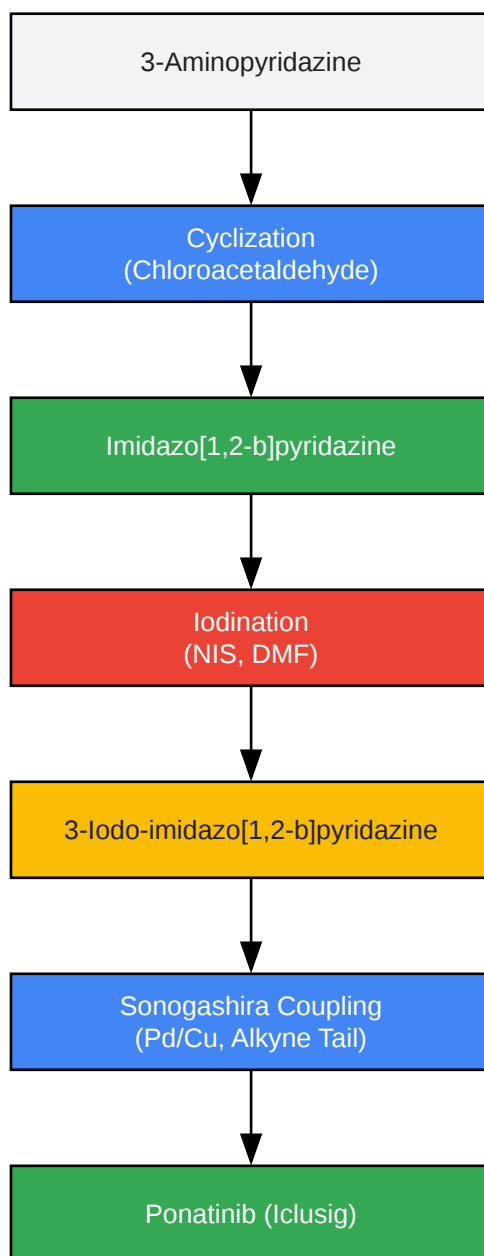 3-Aminopyridazine
Cyclization
(Chloroacetaldehyde)
Imidazo[1,2-b]pyridazine
Iodination
(NIS, DMF)
3-Iodo-imidazo[1,2-b]pyridazine
Sonogashira Coupling
(Pd/Cu, Alkyne Tail)
Ponatinib (Iclusig)